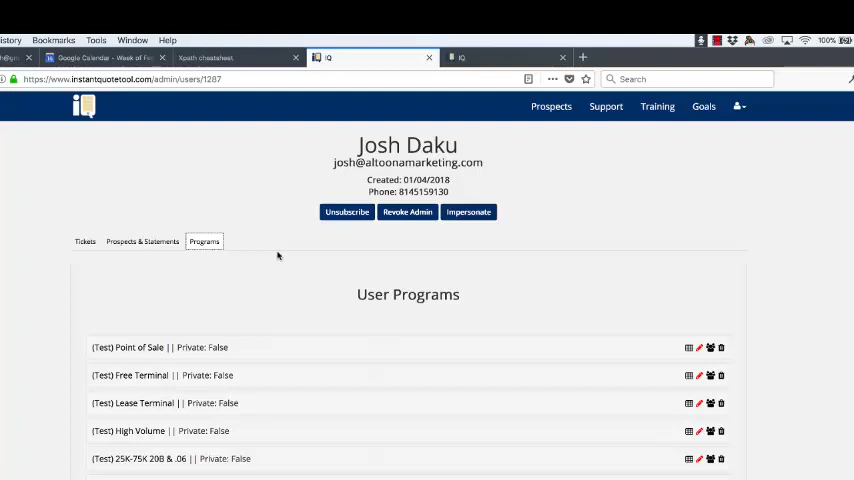 istory Bookmarks Tools Window Help 100%
Google Calendar - Week of Fe Xpath cheatsheet IQ IQ
https://www.instantquotetool.com/admin/users/1287 Search
iQ Prospects Support Training Goals
Josh Daku
josh@altoonamarketing.com
Created: 01/04/2018
Phone: 8145159130
Unsubscribe Revoke Admin Impersonate
Tickets Prospects & Statements Programs
User Programs
(Test) Point of Sale || Private: False
(Test) Free Terminal || Private: False
(Test) Lease Terminal || Private: False
(Test) High Volume || Private: False
(Test) 25K-75K 20B & .06 || Private: False